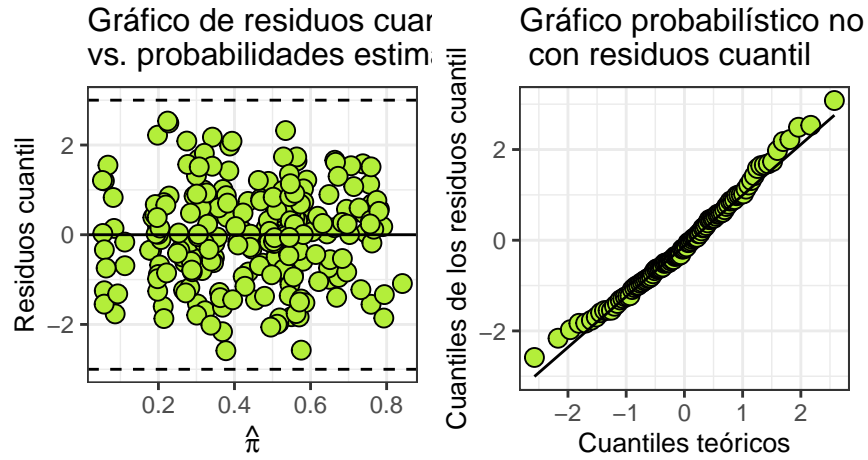 Gráfico de residuos cuan
vs. probabilidades estima
Residuos cuantil
2
0
−2
0.2 0.4 0.6 0.8
π̂
Gráfico probabilístico no
con residuos cuantil
Cuantiles de los residuos cuantil
2
0
−2
−2 −1 0 1 2
Cuantiles teóricos